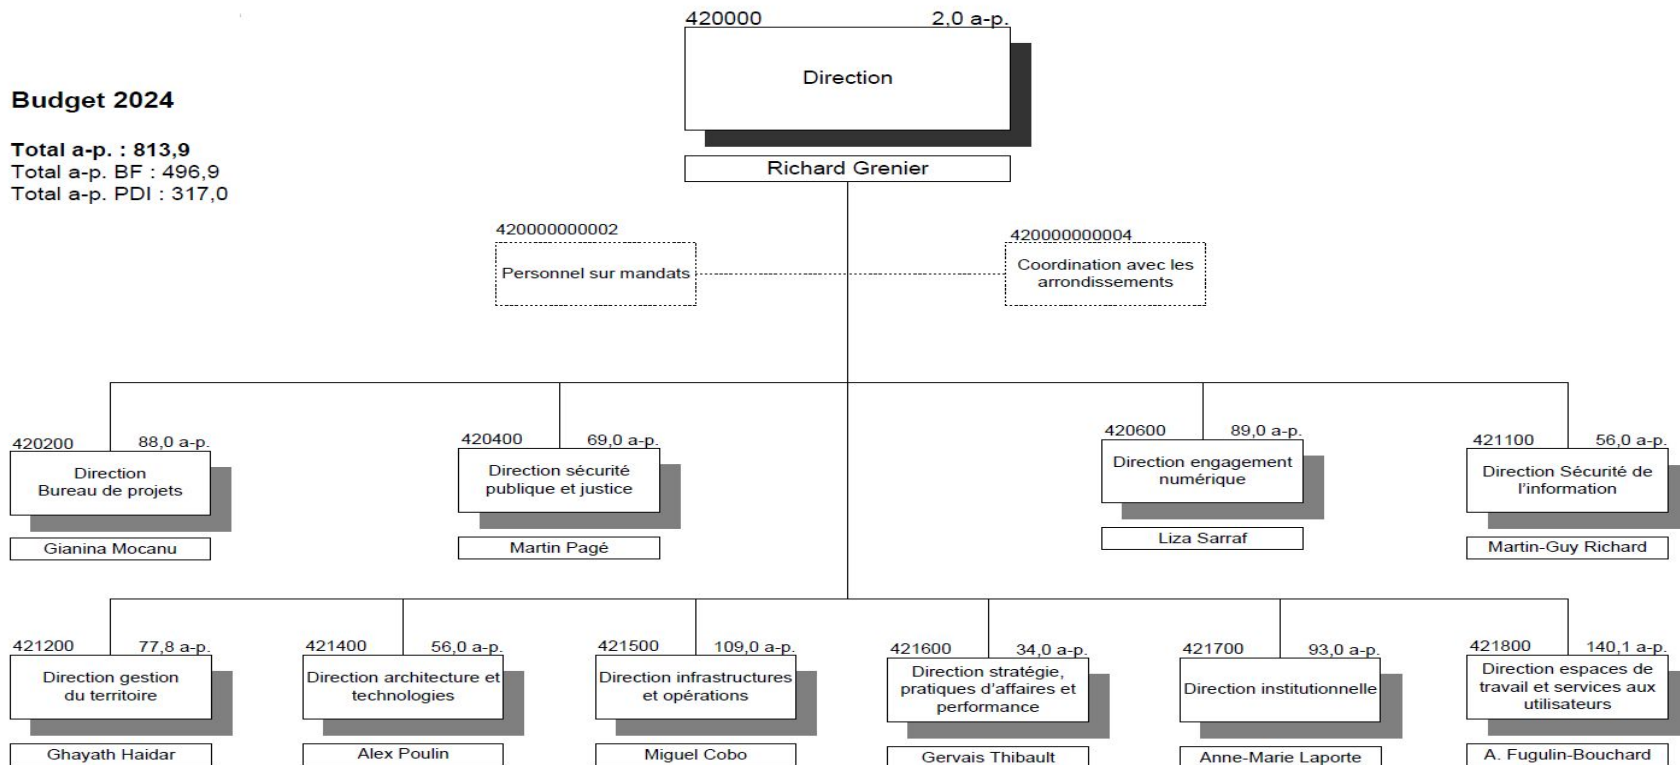 420000 2,0 a-p.
Direction
Richard Grenier
Budget 2024
Total a-p. : 813,9
Total a-p. BF : 496,9
Total a-p. PDI : 317,0
420000000002
Personnel sur mandats
420000000004
Coordination avec les
arrondissements
420200 88,0 a-p.
Direction
Bureau de projets
Gianina Mocanu
420400 69,0 a-p.
Direction sécurité
publique et justice
Martin Pagé
420600 89,0 a-p.
Direction engagement
numérique
Liza Sarraf
421100 56,0 a-p.
Direction Sécurité de
l'information
Martin-Guy Richard
421200 77,8 a-p.
Direction gestion
du territoire
Ghayath Haidar
421400 56,0 a-p.
Direction architecture et
technologies
Alex Poulin
421500 109,0 a-p.
Direction infrastructures
et opérations
Miguel Cobo
421600 34,0 a-p.
Direction stratégie,
pratiques d'affaires et
performance
Gervais Thibault
421700 93,0 a-p.
Direction institutionnelle
Anne-Marie Laporte
421800 140,1 a-p.
Direction espaces de
travail et services aux
utilisateurs
A. Fugulin-Bouchard